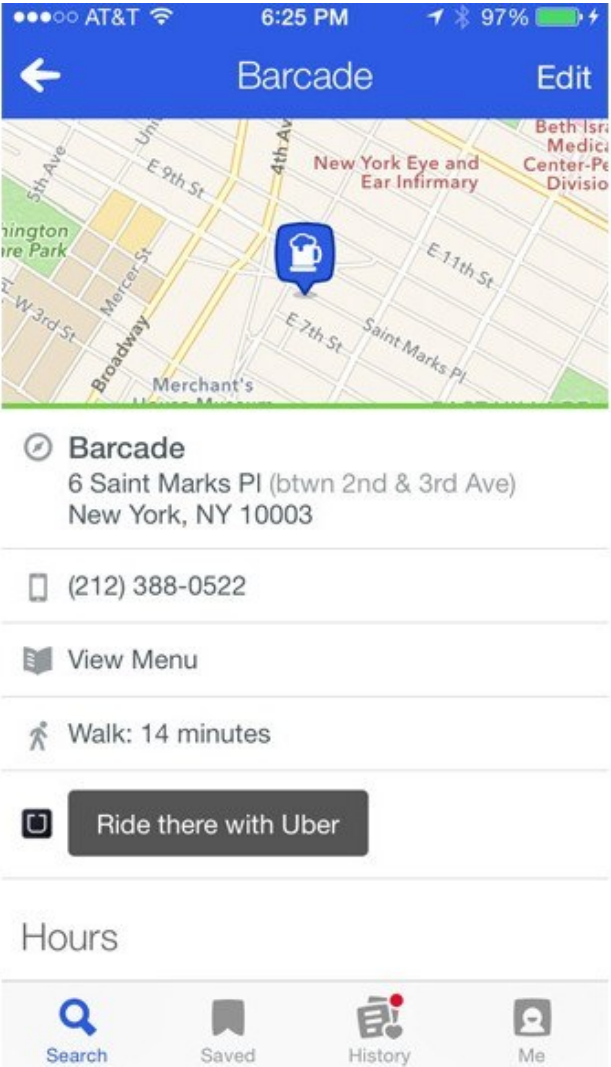 AT&T 6:25 PM 97%
Barcade Edit
5th Ave
E 9th St
4th Av
New York Eye and
Ear Infirmary
Beth Isr
Medica
Center-Pe
Divisio
hington
re Park
Mercer St
E 11th St
W 3rd St
Broadway
E 7th St
Saint Marks Pl
Merchant's
Barcade
6 Saint Marks Pl (btwn 2nd & 3rd Ave)
New York, NY 10003
(212) 388-0522
View Menu
Walk: 14 minutes
Ride there with Uber
Hours
Search Saved History Me